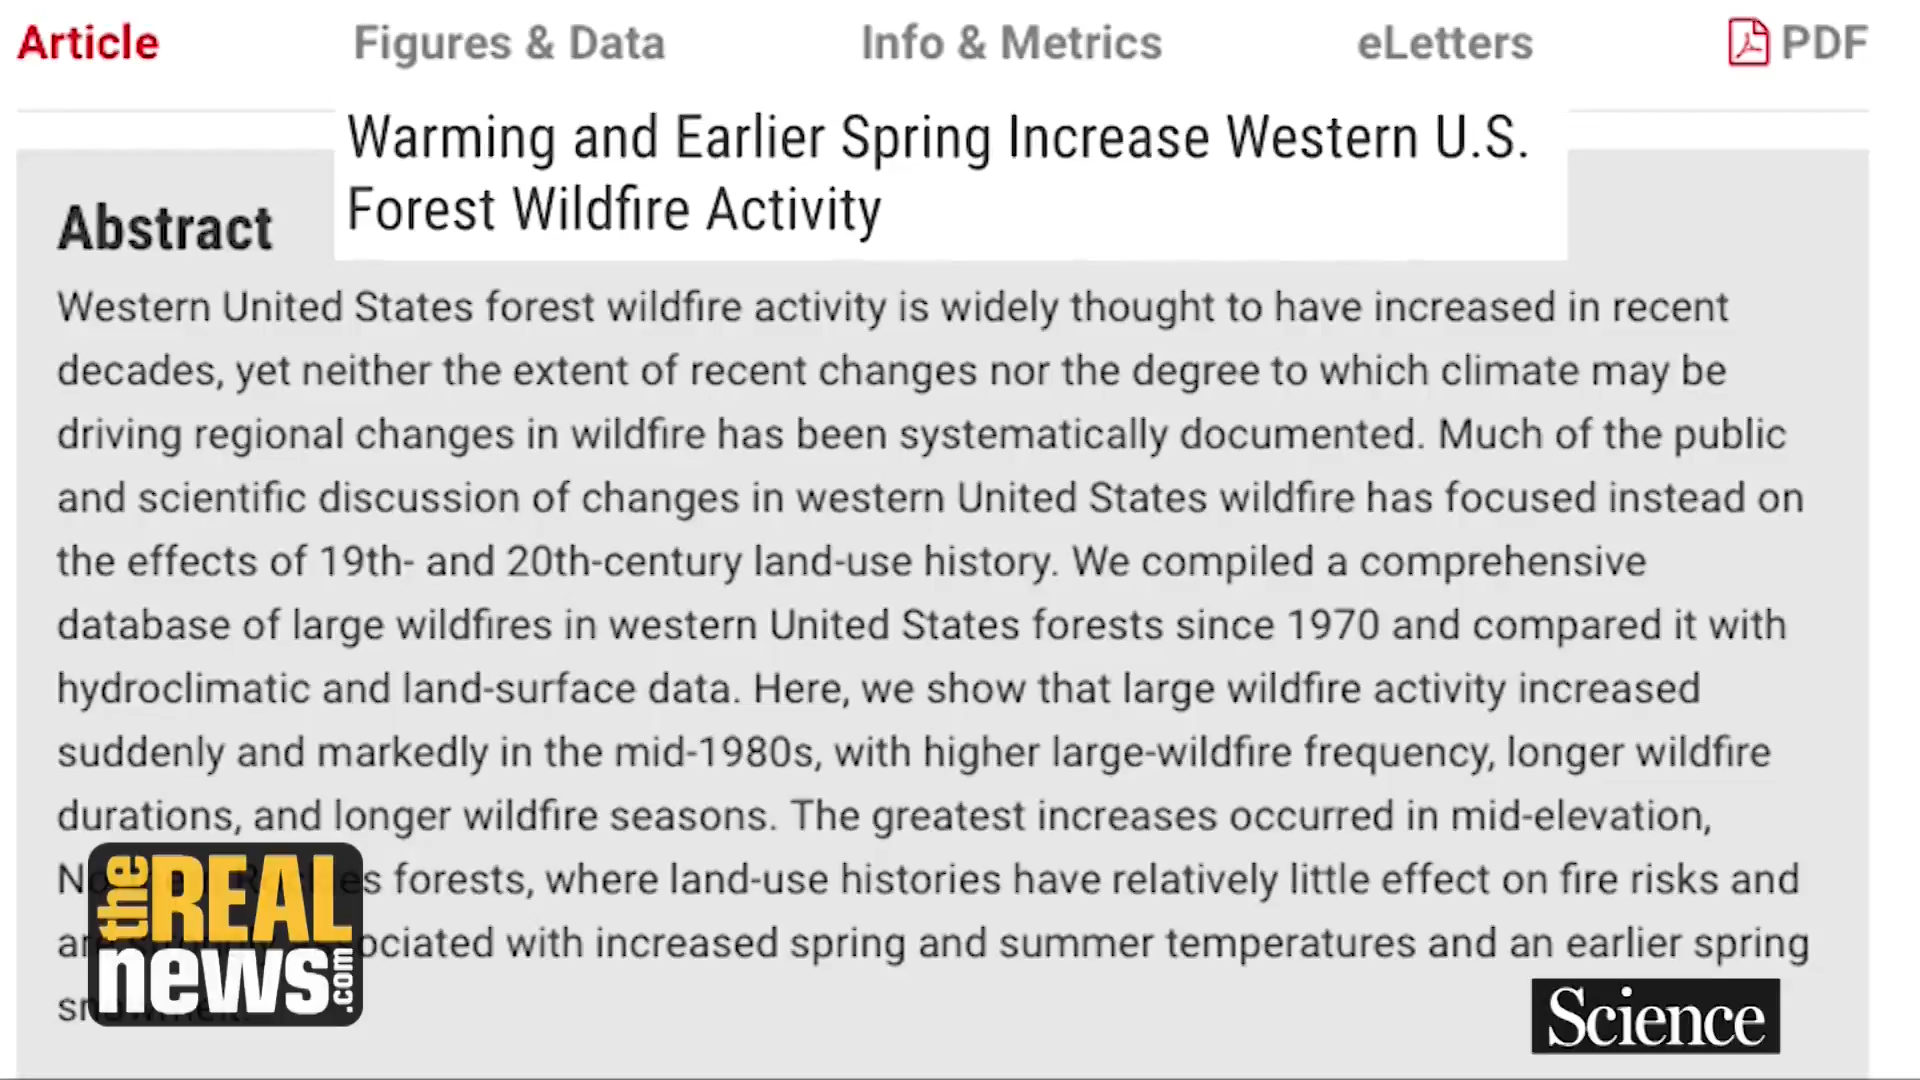 Article Figures & Data Info & Metrics eLetters PDF
Warming and Earlier Spring Increase Western U.S.
Forest Wildfire Activity
Abstract
Western United States forest wildfire activity is widely thought to have increased in recent
decades, yet neither the extent of recent changes nor the degree to which climate may be
driving regional changes in wildfire has been systematically documented. Much of the public
and scientific discussion of changes in western United States wildfire has focused instead on
the effects of 19th- and 20th-century land-use history. We compiled a comprehensive
database of large wildfires in western United States forests since 1970 and compared it with
hydroclimatic and land-surface data. Here, we show that large wildfire activity increased
suddenly and markedly in the mid-1980s, with higher large-wildfire frequency, longer wildfire
durations, and longer wildfire seasons. The greatest increases occurred in mid-elevation,
forests, where land-use histories have relatively little effect on fire risks and
with increased spring and summer temperatures and an earlier spring
the REAL
news.com
Science